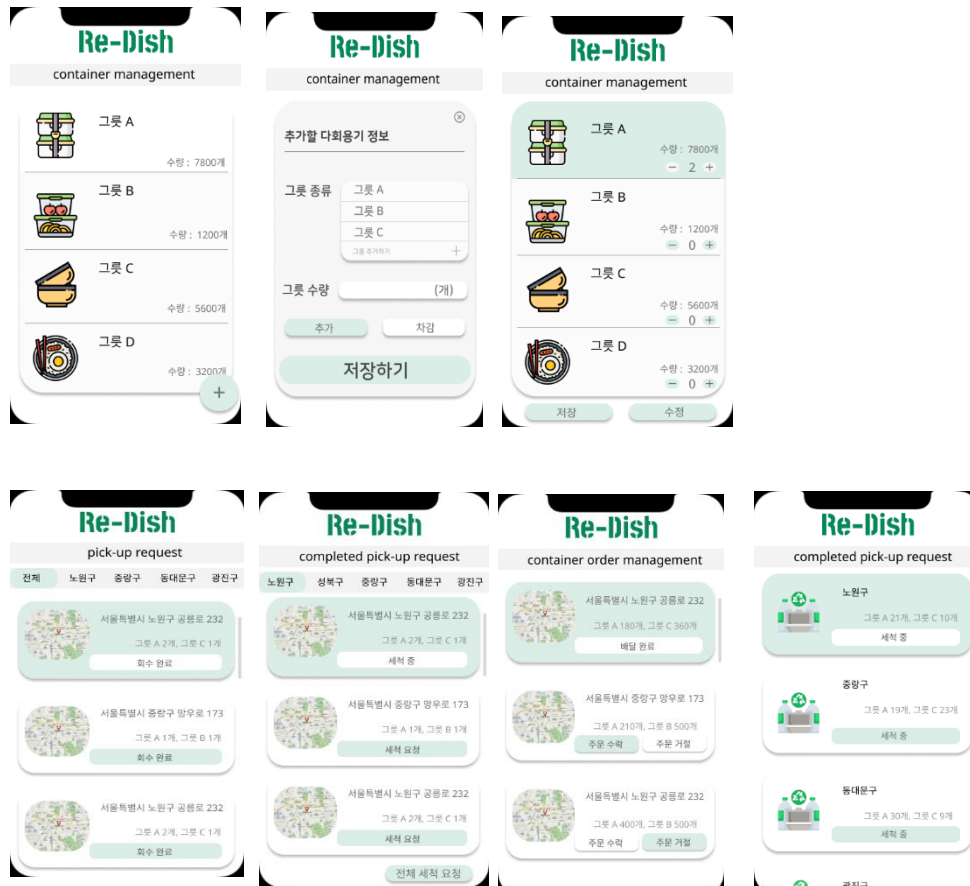 Re-Dish
container management
그릇 A
수량 : 7800개
그릇 B
수량 : 1200개
그릇 C
수량 : 5600개
그릇 D
수량 : 3200개
+
Re-Dish
container management
추가할 다회용기 정보
그릇 종류
그릇 A
그릇 B
그릇 C
그릇 추가하기 +
그릇 수량
(개)
추가 차감
저장하기
Re-Dish
container management
그릇 A
수량 : 7800개
− 2 +
그릇 B
수량 : 1200개
− 0 +
그릇 C
수량 : 5600개
− 0 +
그릇 D
수량 : 3200개
− 0 +
저장 수정
Re-Dish
pick-up request
전체 노원구 중랑구 동대문구 광진구
서울특별시 노원구 공릉로 232
그릇 A 2개, 그릇 C 1개
회수 완료
서울특별시 중랑구 망우로 173
그릇 A 1개, 그릇 B 1개
회수 완료
서울특별시 노원구 공릉로 232
그릇 A 2개, 그릇 C 1개
회수 완료
Re-Dish
completed pick-up request
노원구 성북구 중랑구 동대문구 광진구
서울특별시 노원구 공릉로 232
그릇 A 2개, 그릇 C 1개
세척 중
서울특별시 중랑구 망우로 173
그릇 A 1개, 그릇 B 1개
세척 요청
서울특별시 노원구 공릉로 232
그릇 A 2개, 그릇 C 1개
세척 요청
전체 세척 요청
Re-Dish
container order management
서울특별시 노원구 공릉로 232
그릇 A 180개, 그릇 C 360개
배달 완료
서울특별시 중랑구 망우로 173
그릇 A 210개, 그릇 B 500개
주문 수락 주문 거절
서울특별시 노원구 공릉로 232
그릇 A 400개, 그릇 B 500개
주문 수락 주문 거절
Re-Dish
completed pick-up request
노원구
그릇 A 21개, 그릇 C 10개
세척 중
중랑구
그릇 A 19개, 그릇 C 23개
세척 중
동대문구
그릇 A 30개, 그릇 C 9개
세척 중